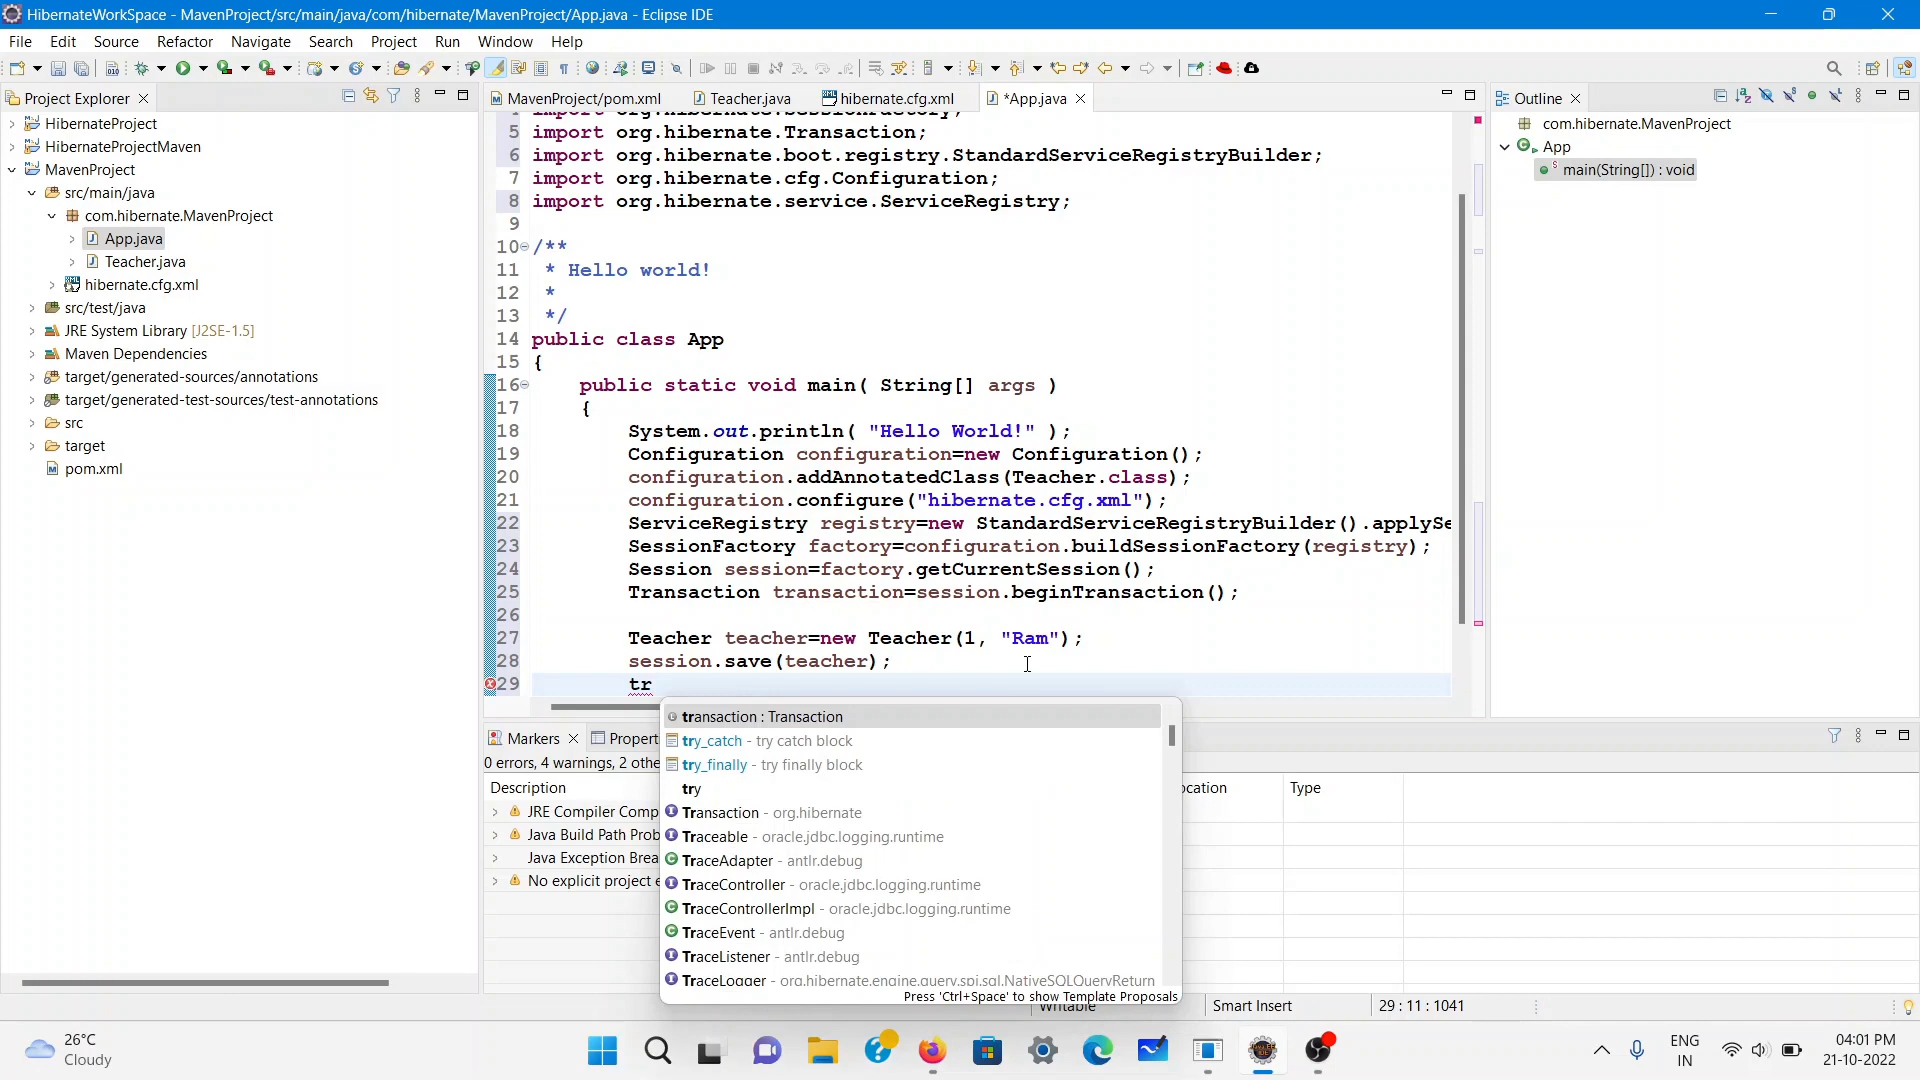 HibernateWorkSpace - MavenProject/src/main/java/com/hibernate/MavenProject/App.java - Eclipse IDE
File Edit Source Refactor Navigate Search Project Run Window Help
Project Explorer
HibernateProject
HibernateProjectMaven
MavenProject
src/main/java
com.hibernate.MavenProject
App.java
Teacher.java
hibernate.cfg.xml
src/test/java
JRE System Library [J2SE-1.5]
Maven Dependencies
target/generated-sources/annotations
target/generated-test-sources/test-annotations
src
target
pom.xml
MavenProject/pom.xml Teacher.java hibernate.cfg.xml *App.java
5 import org.hibernate.Transaction;
6 import org.hibernate.boot.registry.StandardServiceRegistryBuilder;
7 import org.hibernate.cfg.Configuration;
8 import org.hibernate.service.ServiceRegistry;
9
10 /**
11 * Hello world!
12 *
13 */
14 public class App
15 {
16 public static void main( String[] args )
17 {
18 System.out.println( "Hello World!" );
19 Configuration configuration=new Configuration();
20 configuration.addAnnotatedClass(Teacher.class);
21 configuration.configure("hibernate.cfg.xml");
22 ServiceRegistry registry=new StandardServiceRegistryBuilder().applySe
23 SessionFactory factory=configuration.buildSessionFactory(registry);
24 Session session=factory.getCurrentSession();
25 Transaction transaction=session.beginTransaction();
26
27 Teacher teacher=new Teacher(1, "Ram");
28 session.save(teacher);
29 tr
transaction : Transaction
try_catch - try catch block
try_finally - try finally block
try
Transaction - org.hibernate
Traceable - oracle.jdbc.logging.runtime
TraceAdapter - antlr.debug
TraceController - oracle.jdbc.logging.runtime
TraceControllerImpl - oracle.jdbc.logging.runtime
TraceEvent - antlr.debug
TraceListener - antlr.debug
TraceLogger - org.hibernate.engine.query.spi.sql.NativeSQLQueryReturn
Press 'Ctrl+Space' to show Template Proposals
Outline
com.hibernate.MavenProject
App
main(String[]) : void
Markers Propert
0 errors, 4 warnings, 2 othe
Description ocation Type
JRE Compiler Comp
Java Build Path Prob
Java Exception Brea
No explicit project e
Writable Smart Insert 29 : 11 : 1041
26°C
Cloudy
ENG
IN
04:01 PM
21-10-2022